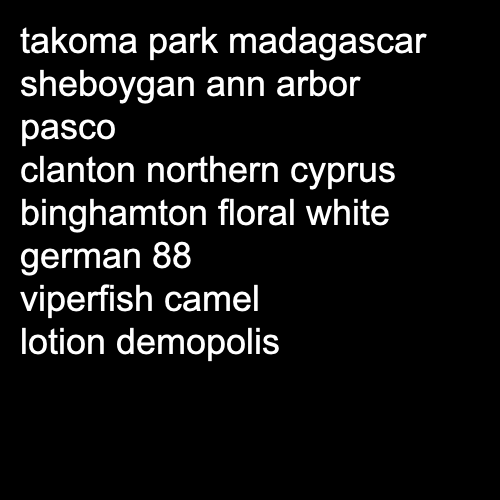 takoma park madagascar
sheboygan ann arbor
pasco
clanton northern cyprus
binghamton floral white
german 88
viperfish camel
lotion demopolis